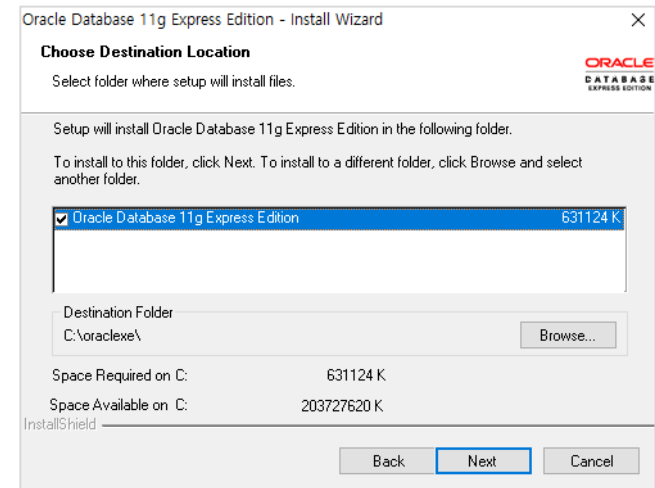 Oracle Database 11g Express Edition - Install Wizard
Choose Destination Location
Select folder where setup will install files.
ORACLE
DATABASE
EXPRESS EDITION
Setup will install Oracle Database 11g Express Edition in the following folder.
To install to this folder, click Next. To install to a different folder, click Browse and select
another folder.
Oracle Database 11g Express Edition 631124 K
Destination Folder
C:\oraclexe\
Browse...
Space Required on C: 631124 K
Space Available on C: 203727620 K
InstallShield
Back Next Cancel